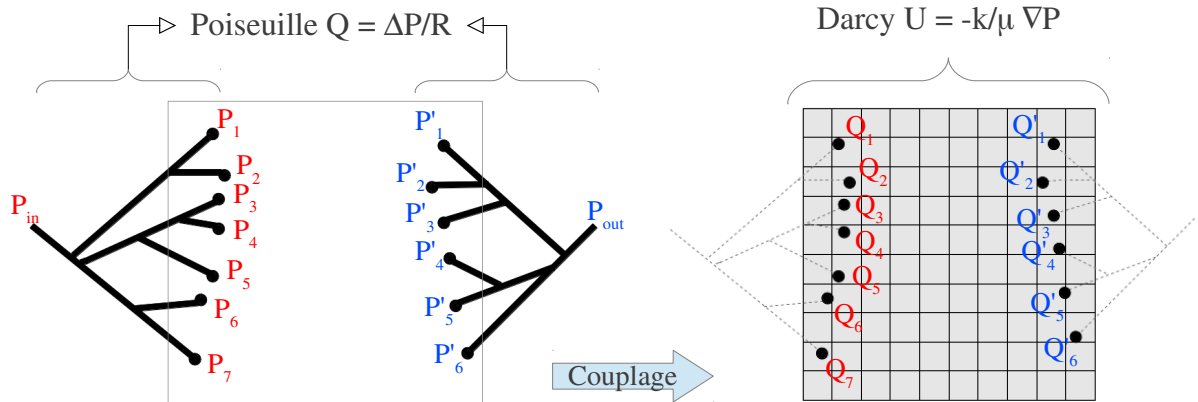 Poiseuille Q = ΔP/R
Darcy U = -k/μ ∇P
P₁
P₂
P₃
P₄
P₅
P₆
P₇
Pᵢₙ
P'₁
P'₂
P'₃
P'₄
P'₅
P'₆
P out
Couplage
Q₁
Q₂
Q₃
Q₄
Q₅
Q₆
Q₇
Q'₁
Q'₂
Q'₃
Q'₄
Q'₅
Q'₆